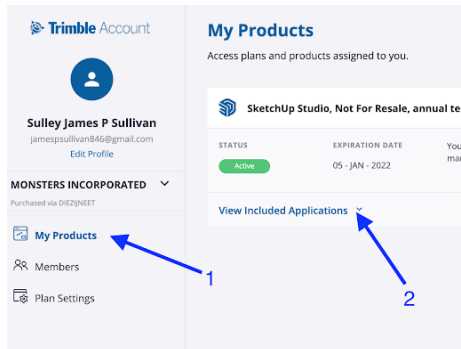 Trimble Account
Sulley James P Sullivan
jamespsullivan846@gmail.com
Edit Profile
MONSTERS INCORPORATED
Purchased via DIEZIJNEET
My Products
Members
Plan Settings
My Products
Access plans and products assigned to you.
SketchUp Studio, Not For Resale, annual te
STATUS
EXPIRATION DATE
You
ma
Active
05 - JAN - 2022
View Included Applications
1
2